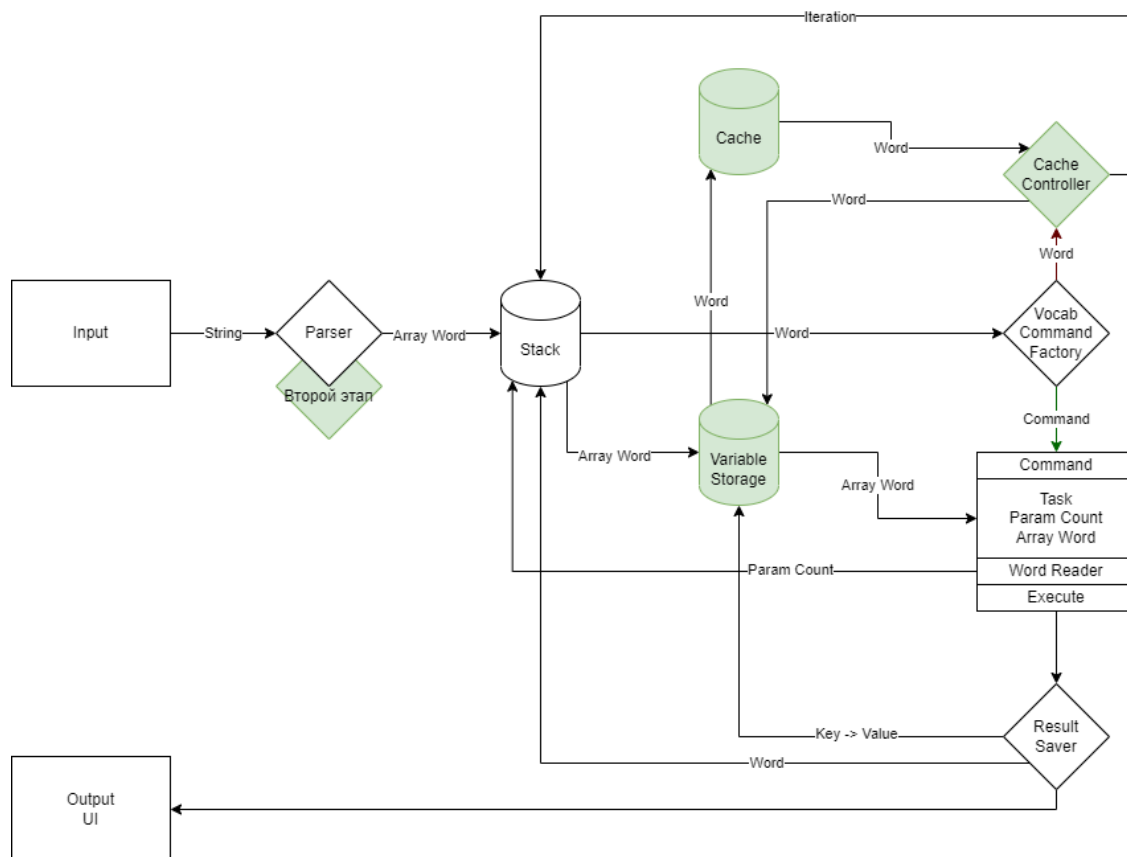 Iteration
Cache
Word
Cache
Controller
Word
Word
Word
Input
String
Parser
Array Word
Stack
Word
Vocab
Command
Factory
Второй этап
Command
Array Word
Variable
Storage
Array Word
Command
Task
Param Count
Array Word
Param Count
Word Reader
Execute
Key -> Value
Result
Saver
Word
Output
UI